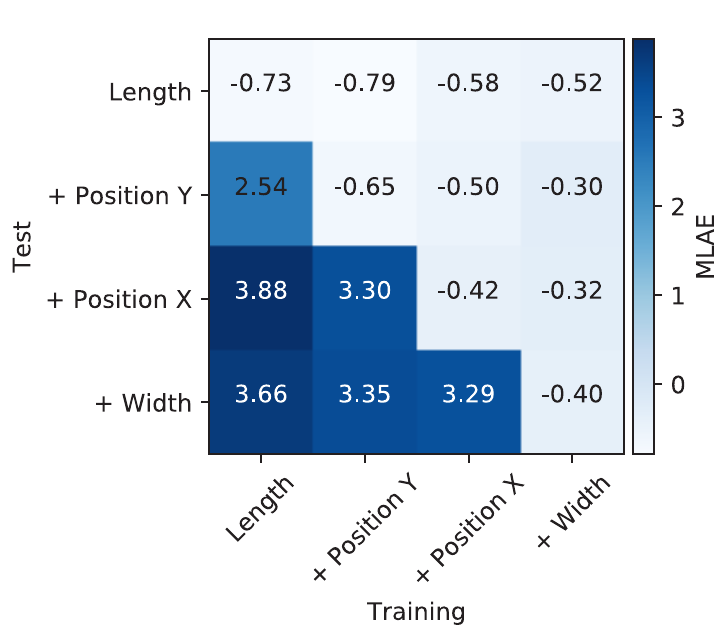 Length -0.73 -0.79 -0.58 -0.52
+ Position Y 2.54 -0.65 -0.50 -0.30
+ Position X 3.88 3.30 -0.42 -0.32
+ Width 3.66 3.35 3.29 -0.40
Test
Length + Position Y + Position X + Width
Training
3
2
1
0
MLAE